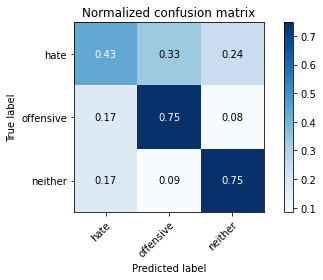 Normalized confusion matrix
True label
hate 0.43 0.33 0.24
offensive 0.17 0.75 0.08
neither 0.17 0.09 0.75
hate offensive neither
Predicted label
0.7
0.6
0.5
0.4
0.3
0.2
0.1